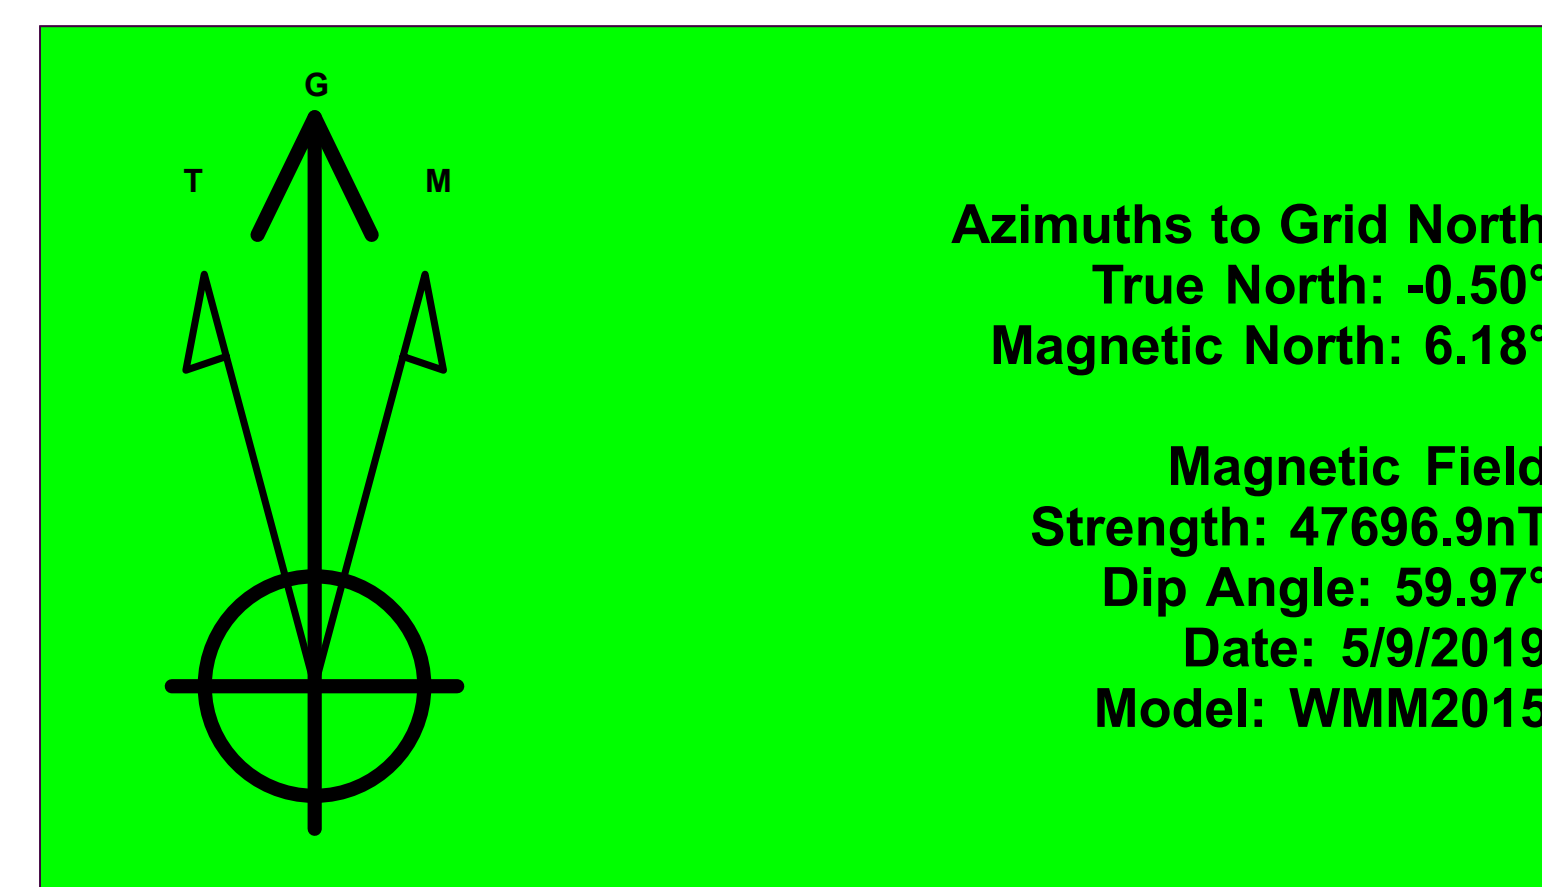 G
T M
Azimuths to Grid North
True North: -0.50°
Magnetic North: 6.18°
Magnetic Field
Strength: 47696.9nT
Dip Angle: 59.97°
Date: 5/9/2019
Model: WMM2015